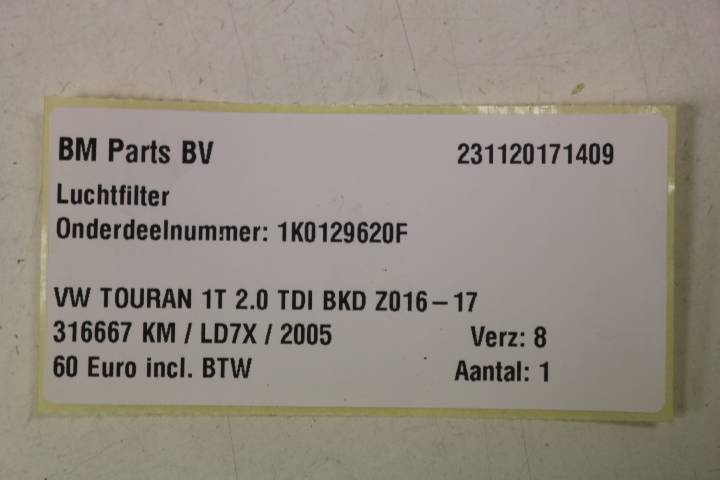 BM Parts BV 231120171409
Luchtfilter
Onderdeelnummer: 1K0129620F
VW TOURAN 1T 2.0 TDI BKD Z016-17
316667 KM / LD7X / 2005 Verz: 8
60 Euro incl. BTW Aantal: 1